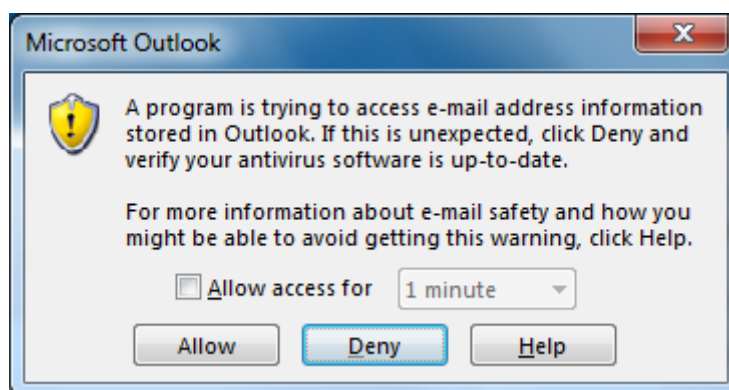 Microsoft Outlook
A program is trying to access e-mail address information
stored in Outlook. If this is unexpected, click Deny and
verify your antivirus software is up-to-date.
For more information about e-mail safety and how you
might be able to avoid getting this warning, click Help.
Allow access for 1 minute
Allow Deny Help